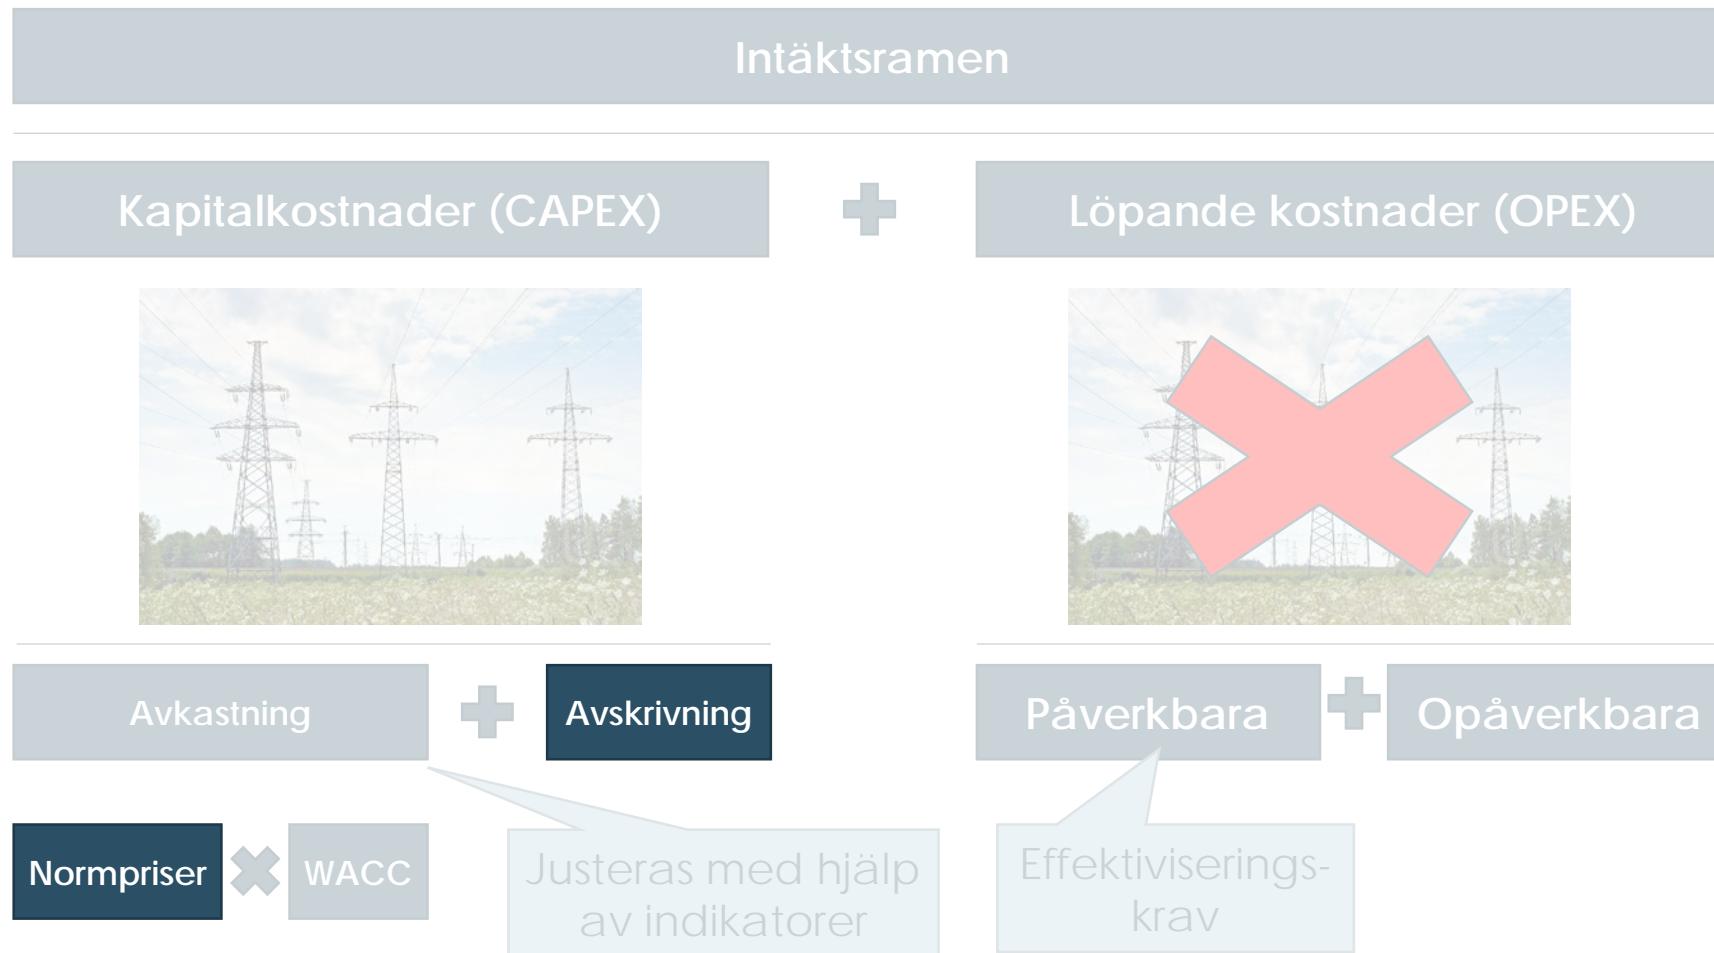 Intäktsramen
Kapitalkostnader (CAPEX)
Löpande kostnader (OPEX)
Avkastning
Avskrivning
Påverkbara
Opåverkbara
Normpriser
WACC
Justeras med hjälp
av indikatorer
Effektiviserings-
krav